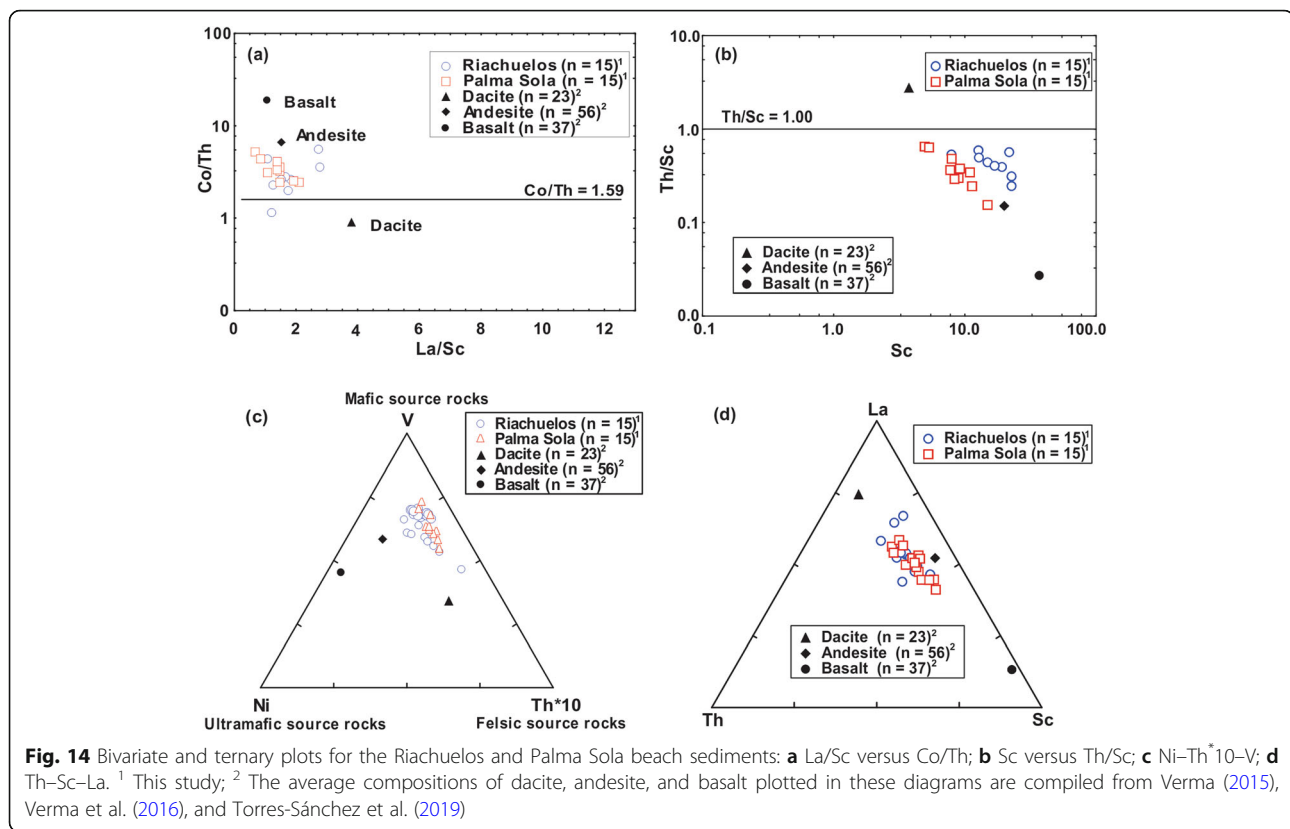 (a)
100
10
1
0
Co/Th
0 2 4 6 8 10 12
La/Sc
Riachuelos (n = 15)¹
Palma Sola (n = 15)¹
Dacite (n = 23)²
Andesite (n = 56)²
Basalt (n = 37)²
Basalt
Andesite
Co/Th = 1.59
Dacite
(b)
10.0
1.0
0.1
0.0
Th/Sc
0.1 1.0 10.0 100.0
Sc
Riachuelos (n = 15)¹
Palma Sola (n = 15)¹
Th/Sc = 1.00
Dacite (n = 23)²
Andesite (n = 56)²
Basalt (n = 37)²
(c)
Mafic source rocks
V
Riachuelos (n = 15)¹
Palma Sola (n = 15)¹
Dacite (n = 23)²
Andesite (n = 56)²
Basalt (n = 37)²
Ni
Th*10
Ultramafic source rocks
Felsic source rocks
(d)
La
Riachuelos (n = 15)¹
Palma Sola (n = 15)¹
Dacite (n = 23)²
Andesite (n = 56)²
Basalt (n = 37)²
Th
Sc
Fig. 14 Bivariate and ternary plots for the Riachuelos and Palma Sola beach sediments: a La/Sc versus Co/Th; b Sc versus Th/Sc; c Ni–Th*10–V; d
Th–Sc–La. ¹ This study; ² The average compositions of dacite, andesite, and basalt plotted in these diagrams are compiled from Verma (2015),
Verma et al. (2016), and Torres-Sánchez et al. (2019)